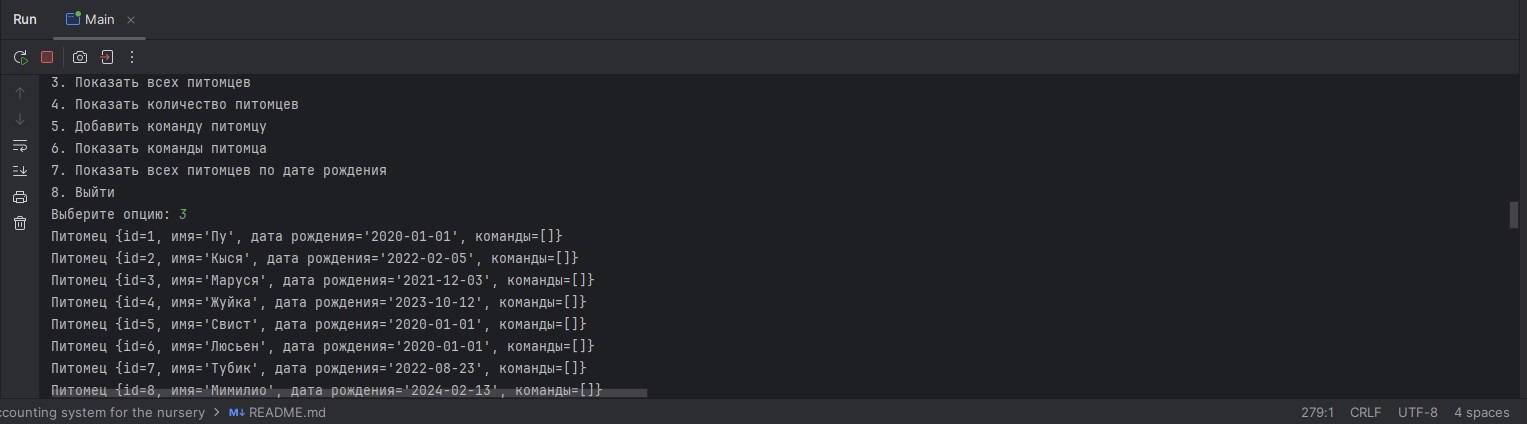 Run Main
3. Показать всех питомцев
4. Показать количество питомцев
5. Добавить команду питомцу
6. Показать команды питомца
7. Показать всех питомцев по дате рождения
8. Выйти
Выберите опцию: 3
Питомец {id=1, имя='Пу', дата рождения='2020-01-01', команды=[]}
Питомец {id=2, имя='Кыся', дата рождения='2022-02-05', команды=[]}
Питомец {id=3, имя='Маруся', дата рождения='2021-12-03', команды=[]}
Питомец {id=4, имя='Жуйка', дата рождения='2023-10-12', команды=[]}
Питомец {id=5, имя='Свист', дата рождения='2020-01-01', команды=[]}
Питомец {id=6, имя='Люсьен', дата рождения='2020-01-01', команды=[]}
Питомец {id=7, имя='Тубик', дата рождения='2022-08-23', команды=[]}
Питомец {id=8, имя='Мимилио', дата рождения='2024-02-13', команды=[]}
ccounting system for the nursery > M↓ README.md 279:1 CRLF UTF-8 4 spaces